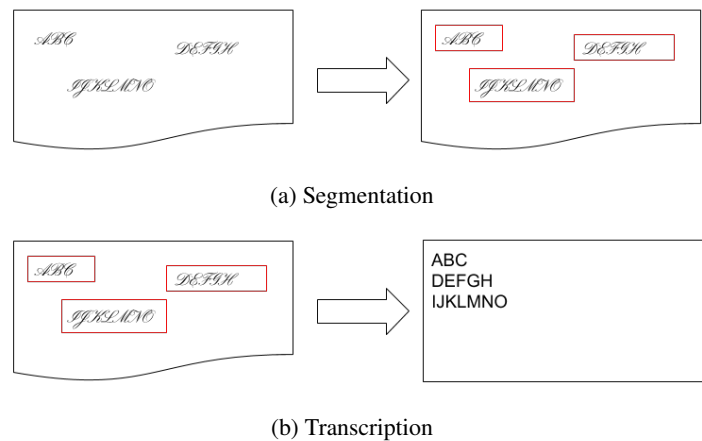 ABC
DEFGH
IJKLMNO
ABC
DEFGH
IJKLMNO
(a) Segmentation
ABC
DEFGH
IJKLMNO
ABC
DEFGH
IJKLMNO
(b) Transcription